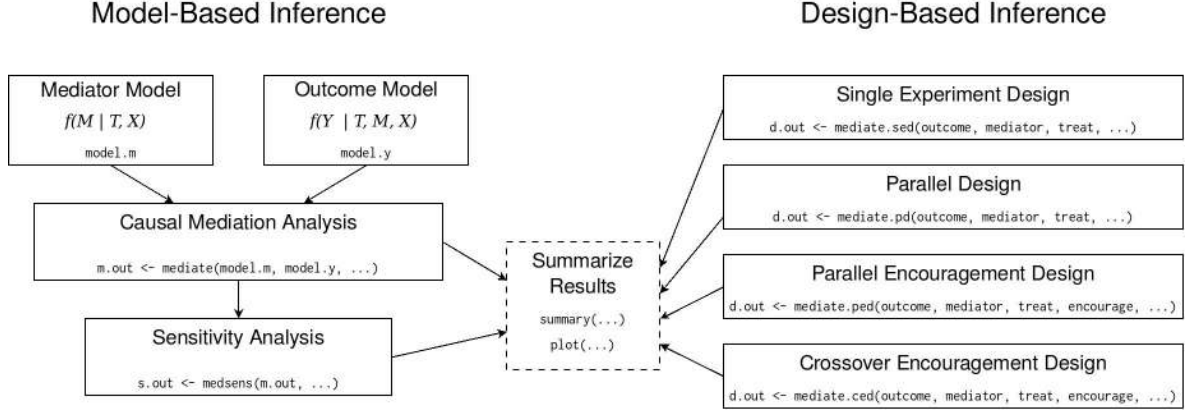 Model-Based Inference
Design-Based Inference
Mediator Model
f(M | T, X)
model.m
Outcome Model
f(Y | T, M, X)
model.y
Causal Mediation Analysis
m.out <- mediate(model.m, model.y, ...)
Sensitivity Analysis
s.out <- medsens(m.out, ...)
Summarize
Results
summary(...)
plot(...)
Single Experiment Design
d.out <- mediate.sed(outcome, mediator, treat, ...)
Parallel Design
d.out <- mediate.pd(outcome, mediator, treat, ...)
Parallel Encouragement Design
d.out <- mediate.ped(outcome, mediator, treat, encourage, ...)
Crossover Encouragement Design
d.out <- mediate.ced(outcome, mediator, treat, encourage, ...)